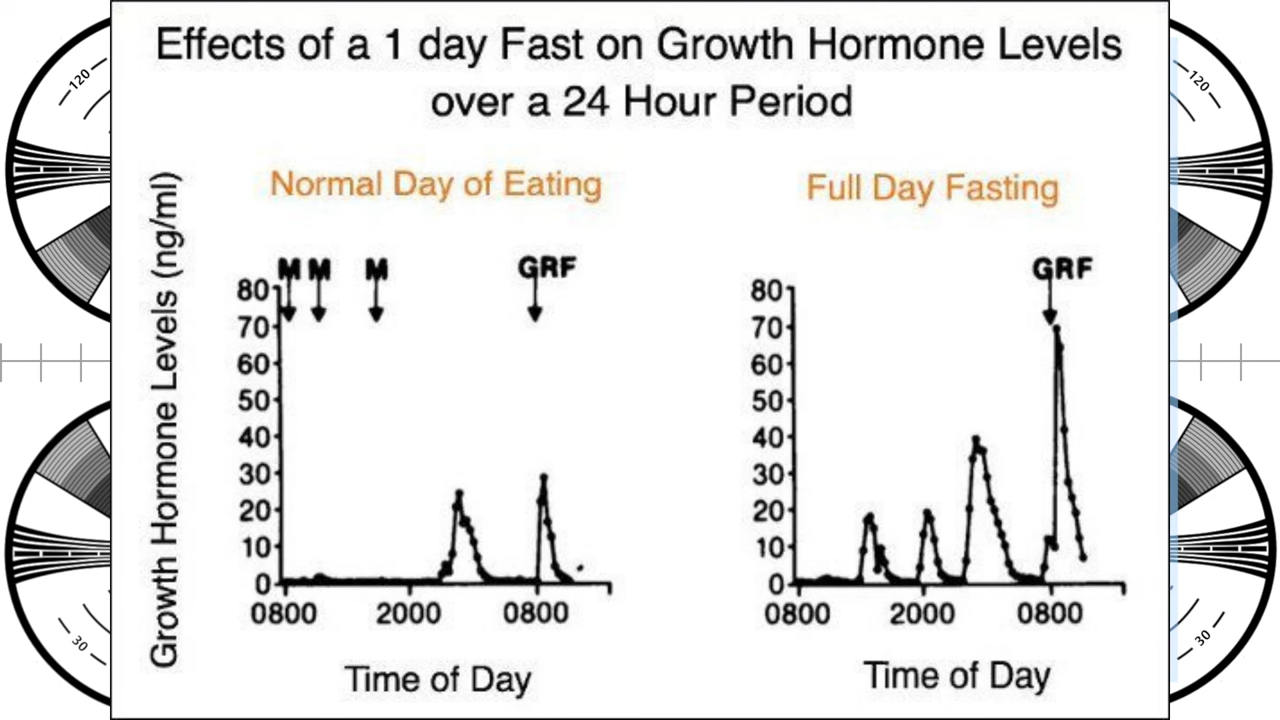 Effects of a 1 day Fast on Growth Hormone Levels
over a 24 Hour Period
Normal Day of Eating
Full Day Fasting
Growth Hormone Levels (ng/ml)
M M M GRF
80
70
60
50
40
30
20
10
0
0800 2000 0800
Time of Day
GRF
80
70
60
50
40
30
20
10
0
0800 2000 0800
Time of Day
120
120
30
30